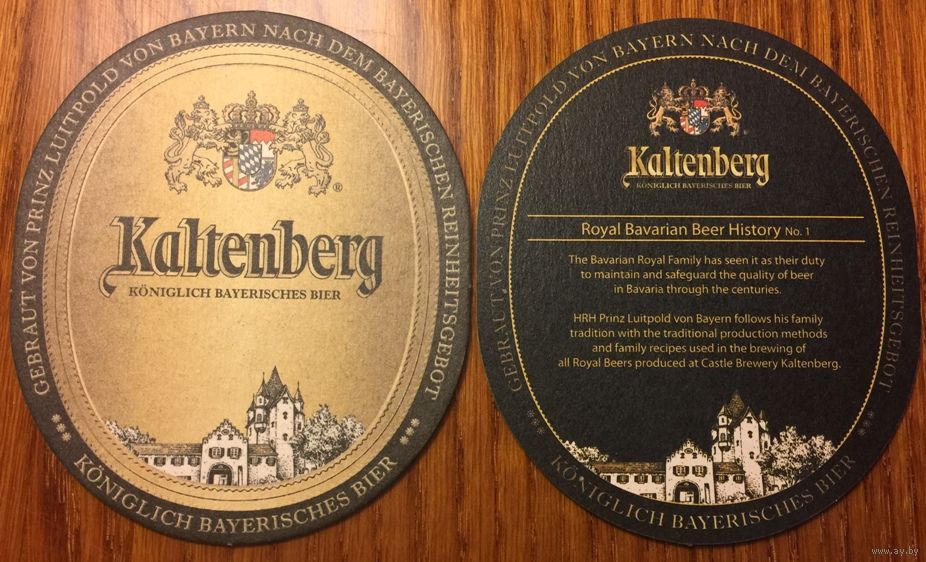 GEBRAUT VON PRINZ LUITPOLD VON BAYERN NACH DEM BAYERISCHEN REINHEITSGEBOT
®
Kaltenberg
KÖNIGLICH BAYERISCHES BIER
KÖNIGLICH BAYERISCHES BIER
GEBRAUT VON PRINZ LUITPOLD VON BAYERN NACH DEM BAYERISCHEN REINHEITSGEBOT
Kaltenberg
KÖNIGLICH BAYERISCHES BIER
Royal Bavarian Beer History No. 1
The Bavarian Royal Family has seen it as their duty
to maintain and safeguard the quality of beer
in Bavaria through the centuries.
HRH Prinz Luitpold von Bayern follows his family
tradition with the traditional production methods
and family recipes used in the brewing of
all Royal Beers produced at Castle Brewery Kaltenberg.
KÖNIGLICH BAYERISCHES BIER
www.ay.by